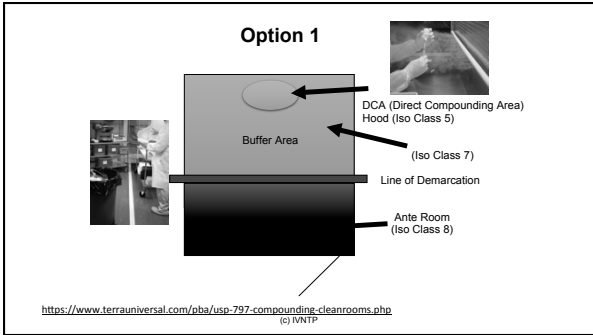 Option 1
DCA (Direct Compounding Area)
Hood (Iso Class 5)
Buffer Area
(Iso Class 7)
Line of Demarcation
Ante Room
(Iso Class 8)
https://www.terrauniversal.com/pba/usp-797-compounding-cleanrooms.php
(c) IVNTP